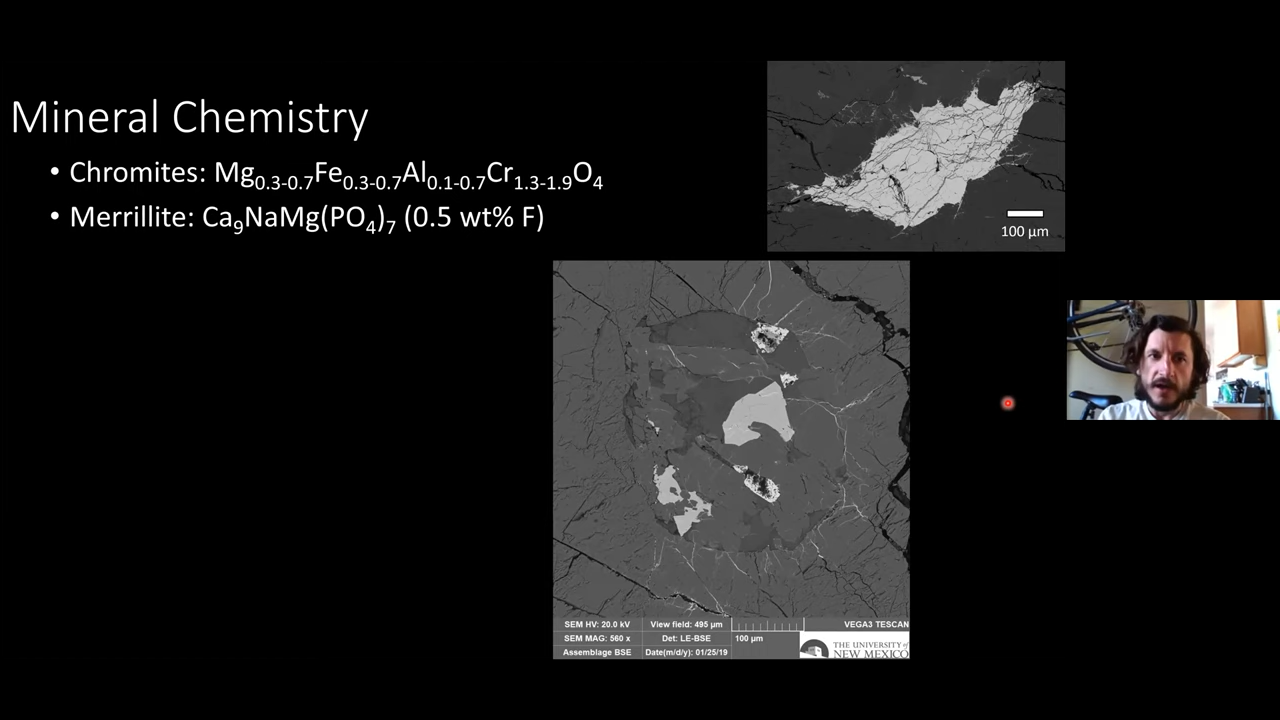 Mineral Chemistry
• Chromites: Mg0.3-0.7Fe0.3-0.7Al0.1-0.7Cr1.3-1.9O4
• Merrillite: Ca9NaMg(PO4)7 (0.5 wt% F)
100 µm
SEM HV: 20.0 kV View field: 495 µm VEGA3 TESCAN
SEM MAG: 560 x Det: LE-BSE 100 µm
Assemblage BSE Date(m/d/y): 01/25/19
THE UNIVERSITY of
NEW MEXICO